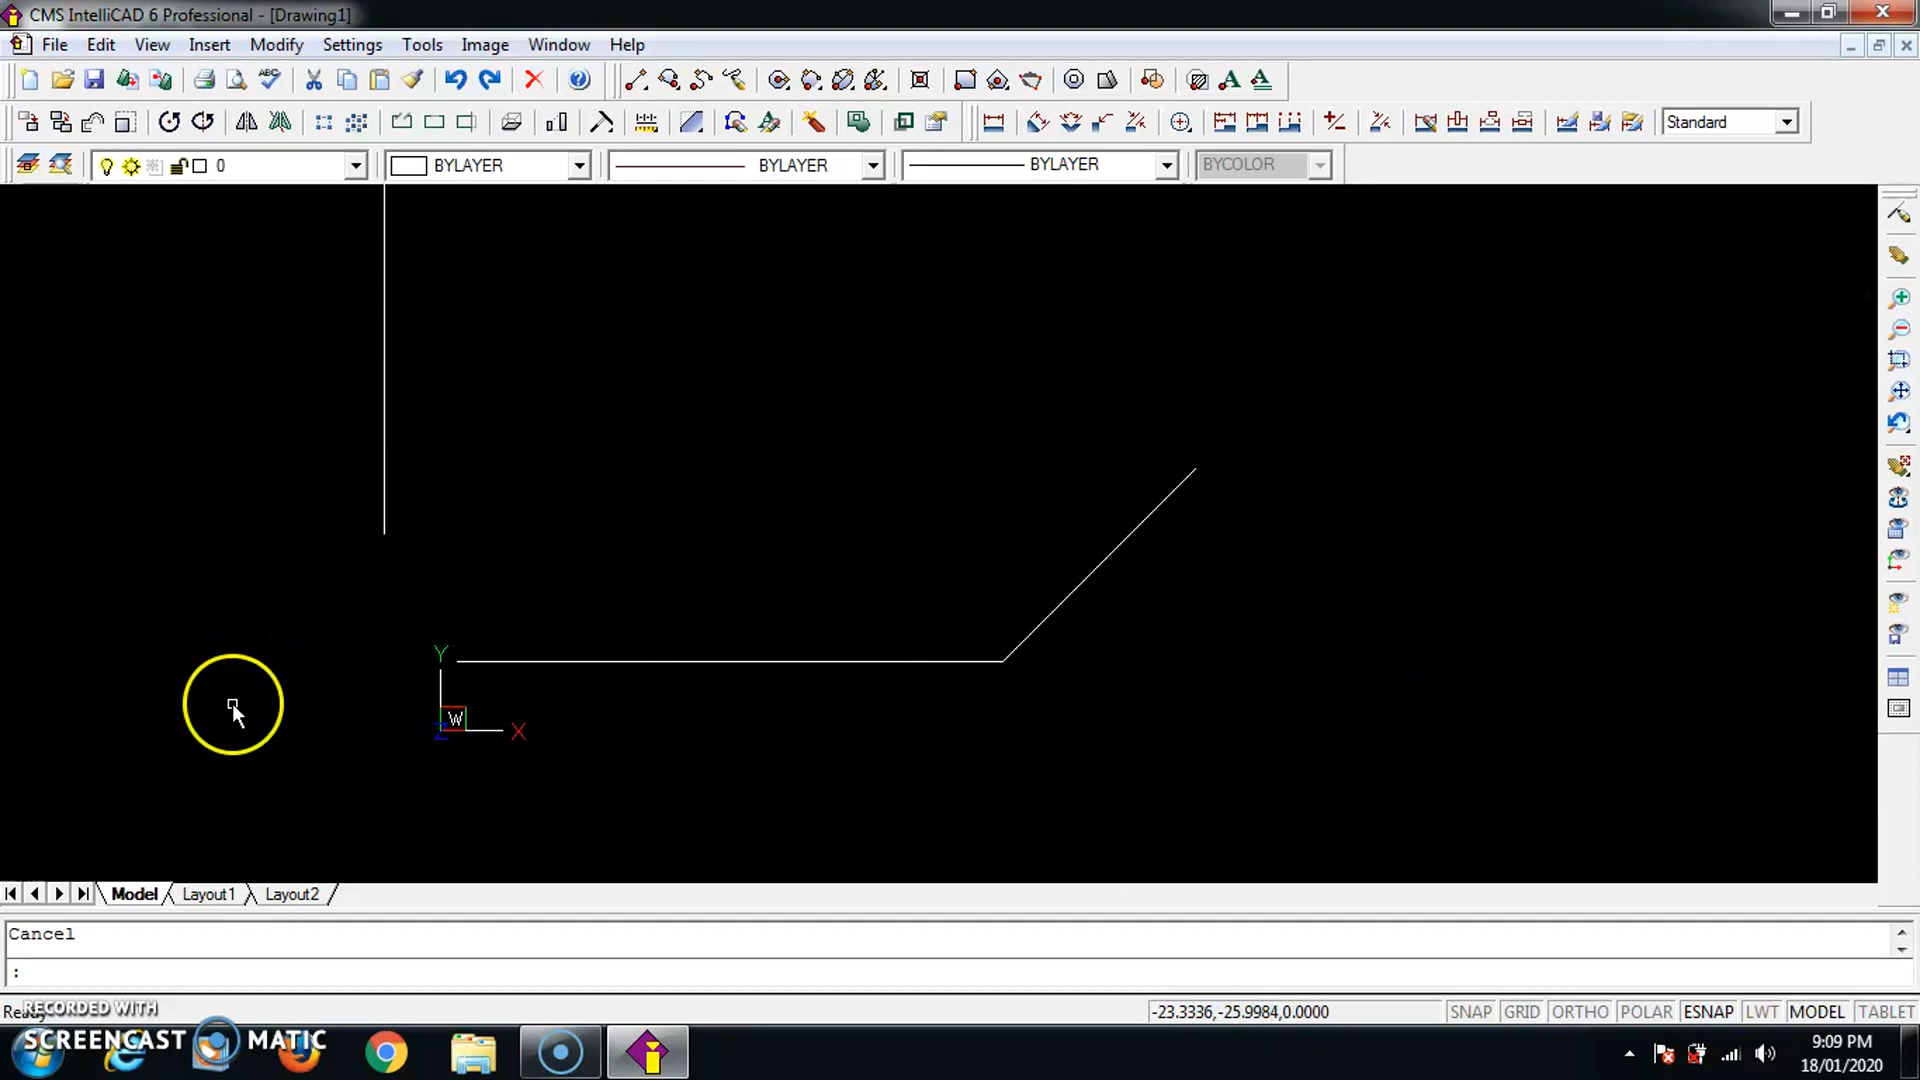 CMS IntelliCAD 6 Professional - [Drawing1]
File Edit View Insert Modify Settings Tools Image Window Help
Standard
0 BYLAYER BYLAYER BYLAYER BYCOLOR
Y
W
Z X
Model Layout1 Layout2
Cancel
:
Ready -23.3336,-25.9984,0.0000 SNAP GRID ORTHO POLAR ESNAP LWT MODEL TABLET
RECORDED WITH
SCREENCAST MATIC
9:09 PM
18/01/2020